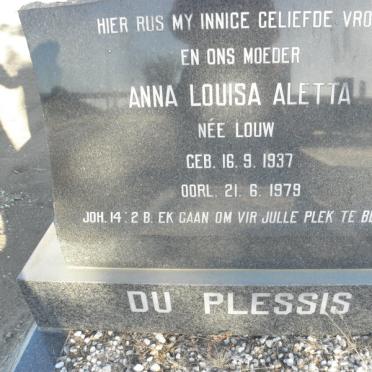 HIER RUS MY INNIGE GELIEFDE VRO
EN ONS MOEDER
ANNA LOUISA ALETTA
NÉE LOUW
GEB. 16. 9. 1937
OORL. 21. 6. 1979
JOH. 14: 2 B. EK GAAN OM VIR JULLE PLEK TE BE
DU PLESSIS